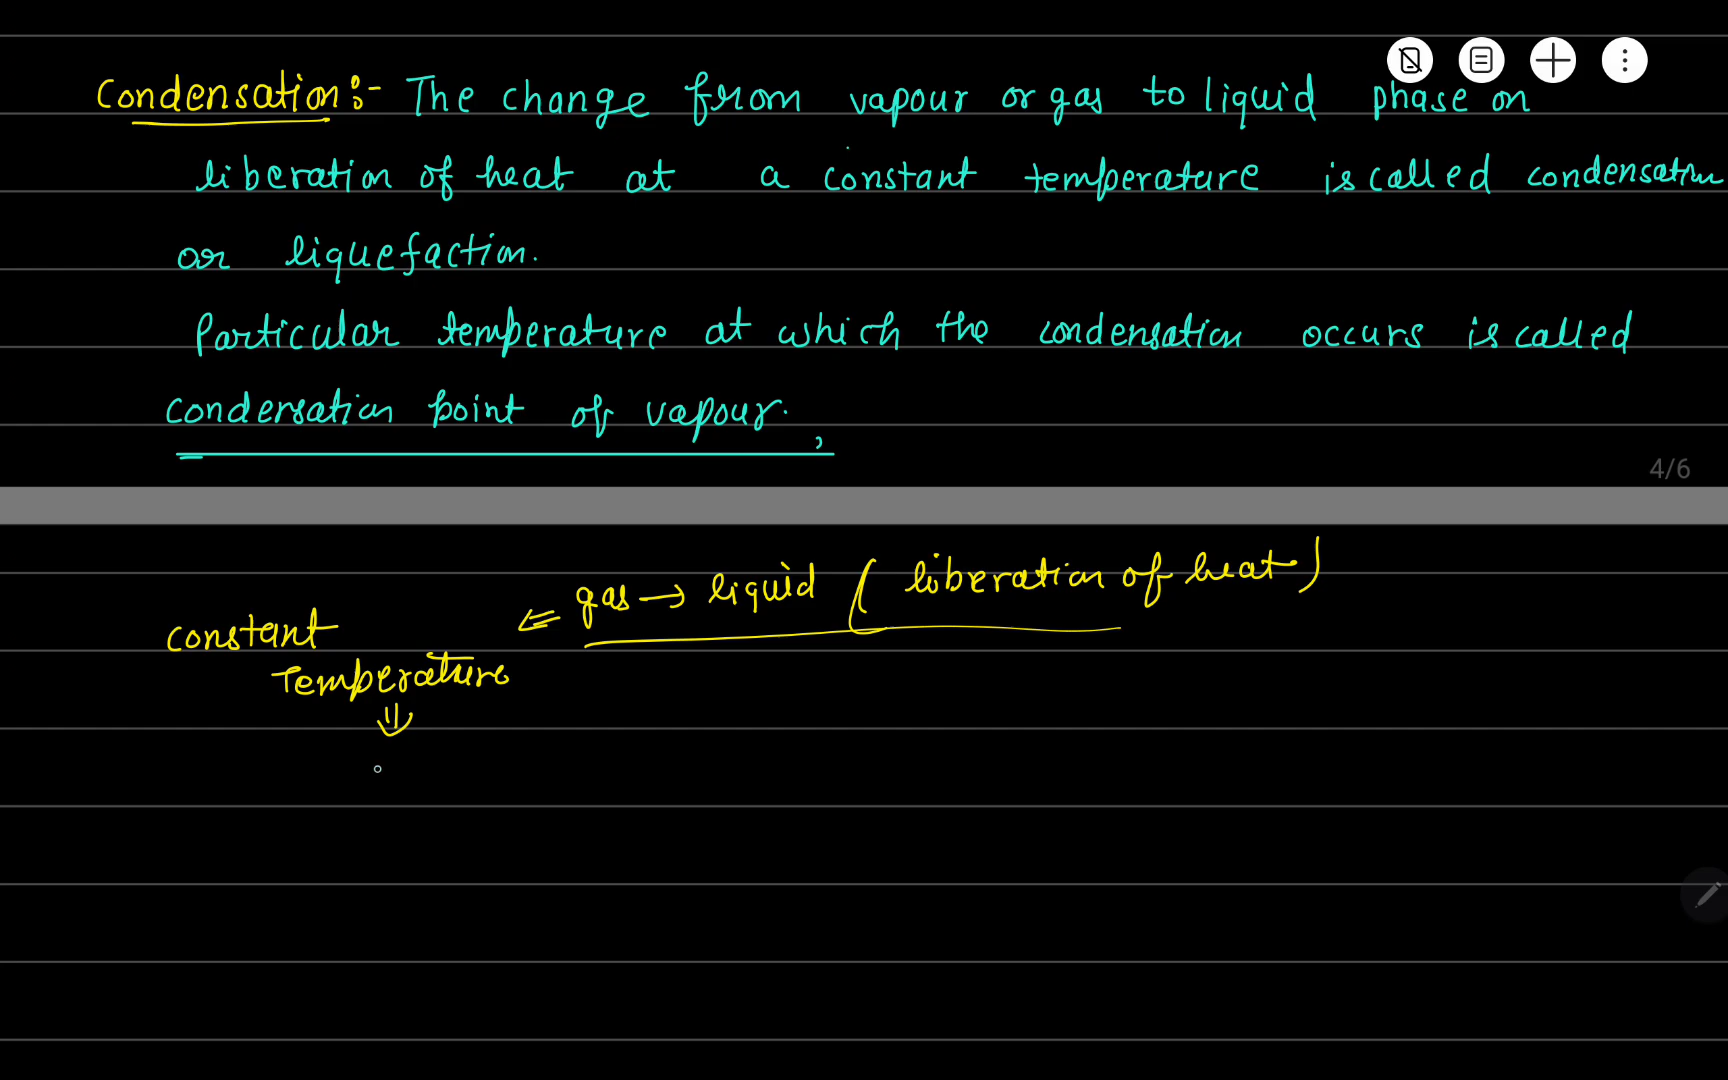 Condensation:- The change from vapour or gas to liquid phase on
liberation of heat at a constant temperature is called condensation
or liquefaction.
Particular temperature at which the condensation occurs is called
condensation point of vapour.
4/6
gas → liquid (liberation of heat)
⇐
constant
Temperature
⇓